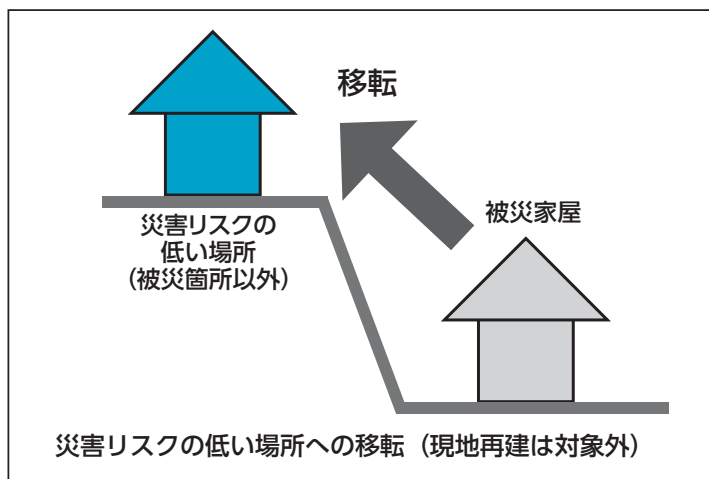 移転
被災家屋
災害リスクの
低い場所
（被災箇所以外）
災害リスクの低い場所への移転（現地再建は対象外）